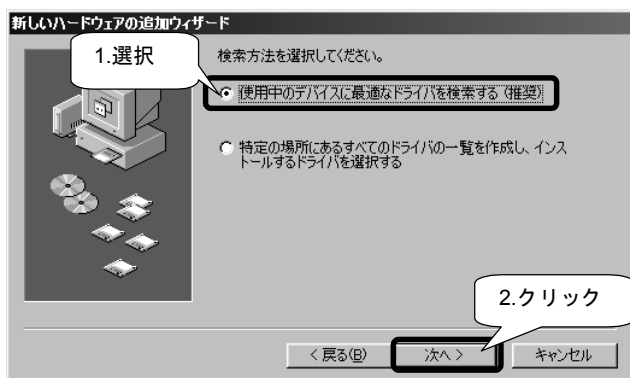 新しいハードウェアの追加ウィザード
1.選択
検索方法を選択してください。
使用中のデバイスに最適なドライバを検索する (推奨)
特定の場所にあるすべてのドライバの一覧を作成し、インス
トールするドライバを選択する
2.クリック
< 戻る(B)
次へ >
キャンセル